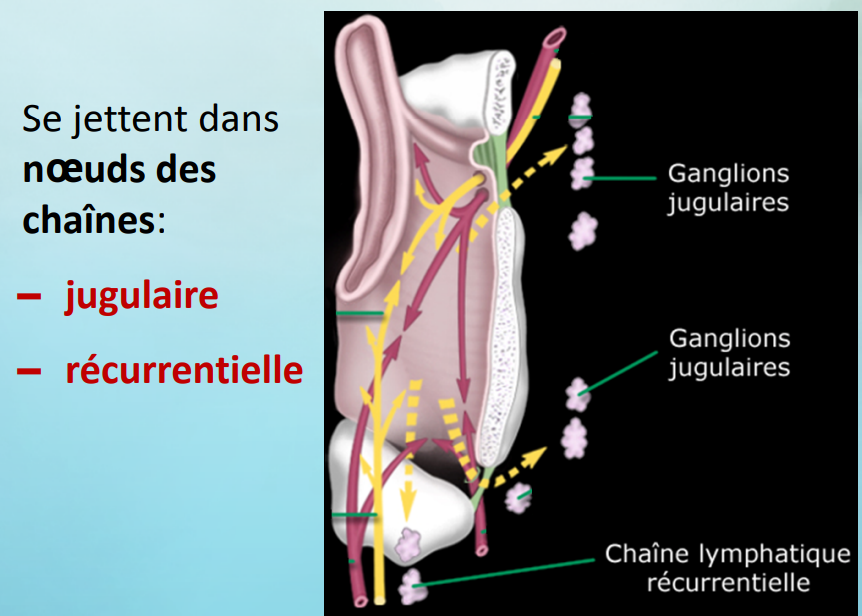 Se jettent dans
nœuds des
chaînes:
– jugulaire
– récurrentielle
Ganglions
jugulaires
Ganglions
jugulaires
Chaîne lymphatique
récurrentielle